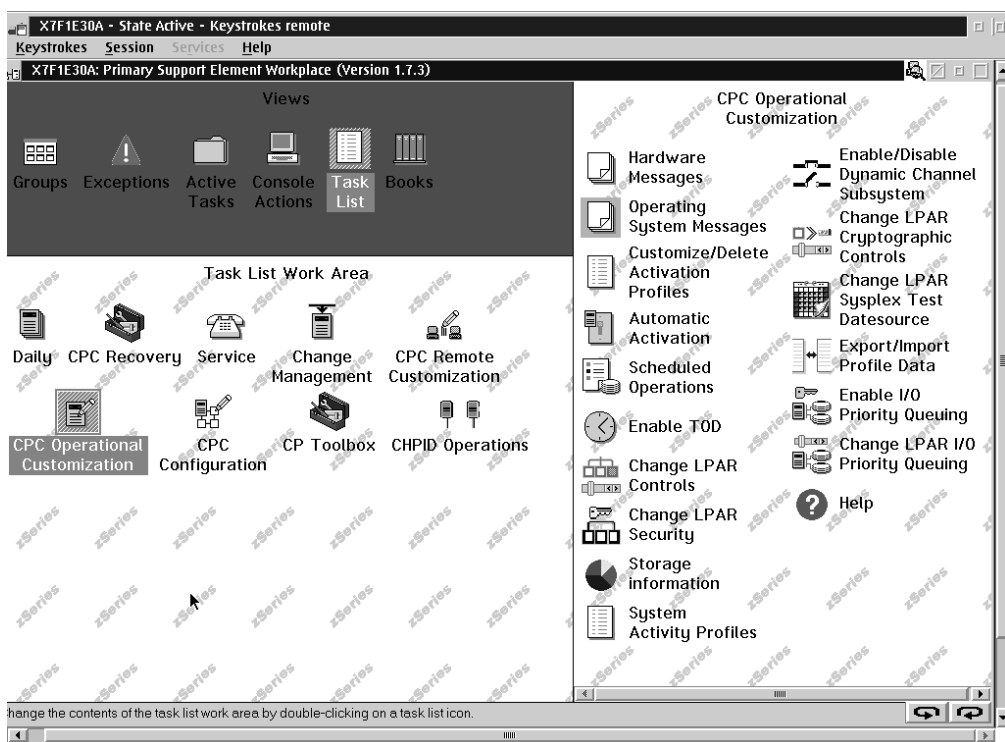 X7F1E30A - State Active - Keystrokes remote
Keystrokes Session Services Help
X7F1E30A: Primary Support Element Workplace (Version 1.7.3)
Views
Groups
Exceptions
Active
Tasks
Console
Actions
Task
List
Books
Task List Work Area
Daily
CPC Recovery
Service
Change
Management
CPC Remote
Customization
CPC Operational
Customization
CPC
Configuration
CP Toolbox
CHPID Operations
CPC Operational
Customization
Hardware
Messages
Operating
System Messages
Customize/Delete
Activation
Profiles
Automatic
Activation
Scheduled
Operations
Enable TOD
Change LPAR
Controls
Change LPAR
Security
Storage
information
System
Activity Profiles
Enable/Disable
Dynamic Channel
Subsystem
Change LPAR
Cryptographic
Controls
Change LPAR
Sysplex Test
Datesource
Export/Import
Profile Data
Enable I/O
Priority Queuing
Change LPAR I/O
Priority Queuing
Help
zSeries
hange the contents of the task list work area by double-clicking on a task list icon.